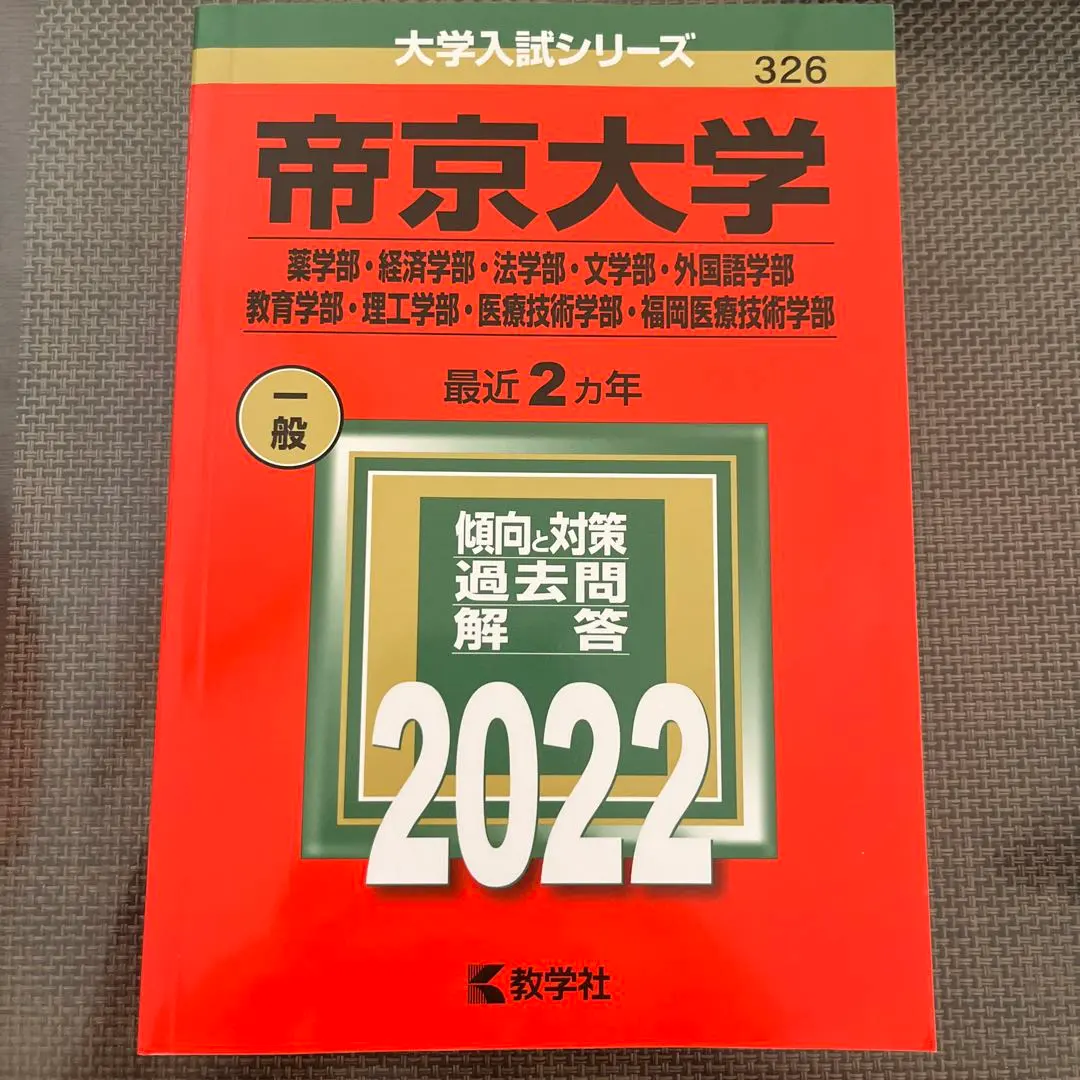 大学入試シリーズ
326
帝京大学
薬学部・経済学部・法学部・文学部・外国語学部
教育学部・理工学部・医療技術学部・福岡医療技術学部
最近2カ年
一般
傾向と対策
過去問
解答
2022
教学社